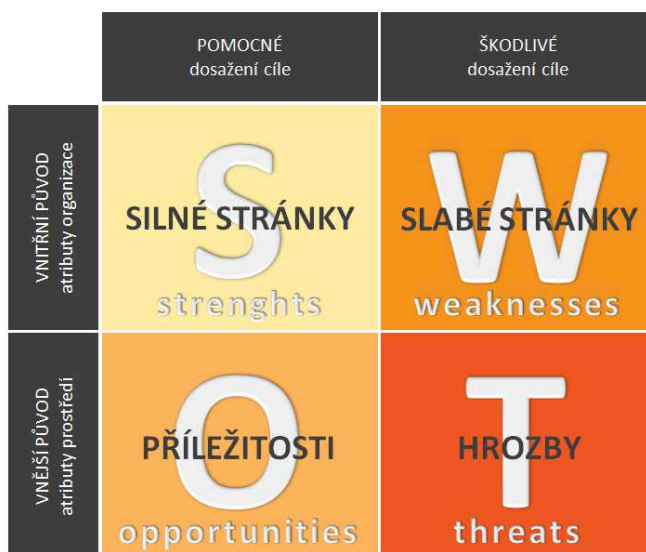 POMOCNÉ
dosažení cíle
ŠKODLIVÉ
dosažení cíle
VNITŘNÍ PŮVOD
atributy organizace
S
SILNÉ STRÁNKY
strenghts
W
SLABÉ STRÁNKY
weaknesses
VNĚJŠÍ PŮVOD
atributy prostředí
O
PŘÍLEŽITOSTI
opportunities
T
HROZBY
threats